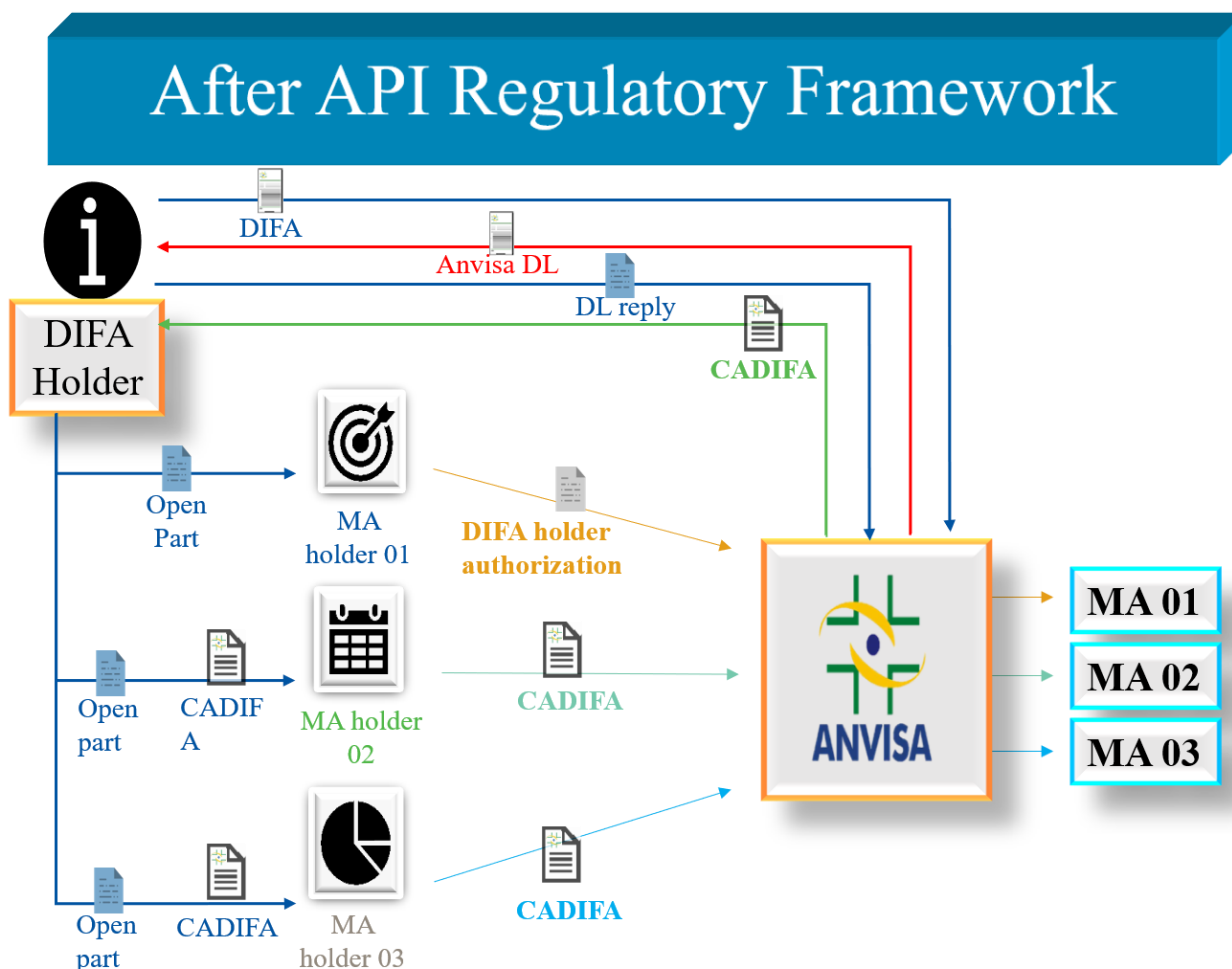 After API Regulatory Framework
DIFA
Anvisa DL
DL reply
CADIFA
DIFA
Holder
Open
Part
MA
holder 01
DIFA holder
authorization
Open
part
CADIF
A
MA holder
02
CADIFA
Open
part
CADIFA
MA
holder 03
CADIFA
ANVISA
MA 01
MA 02
MA 03